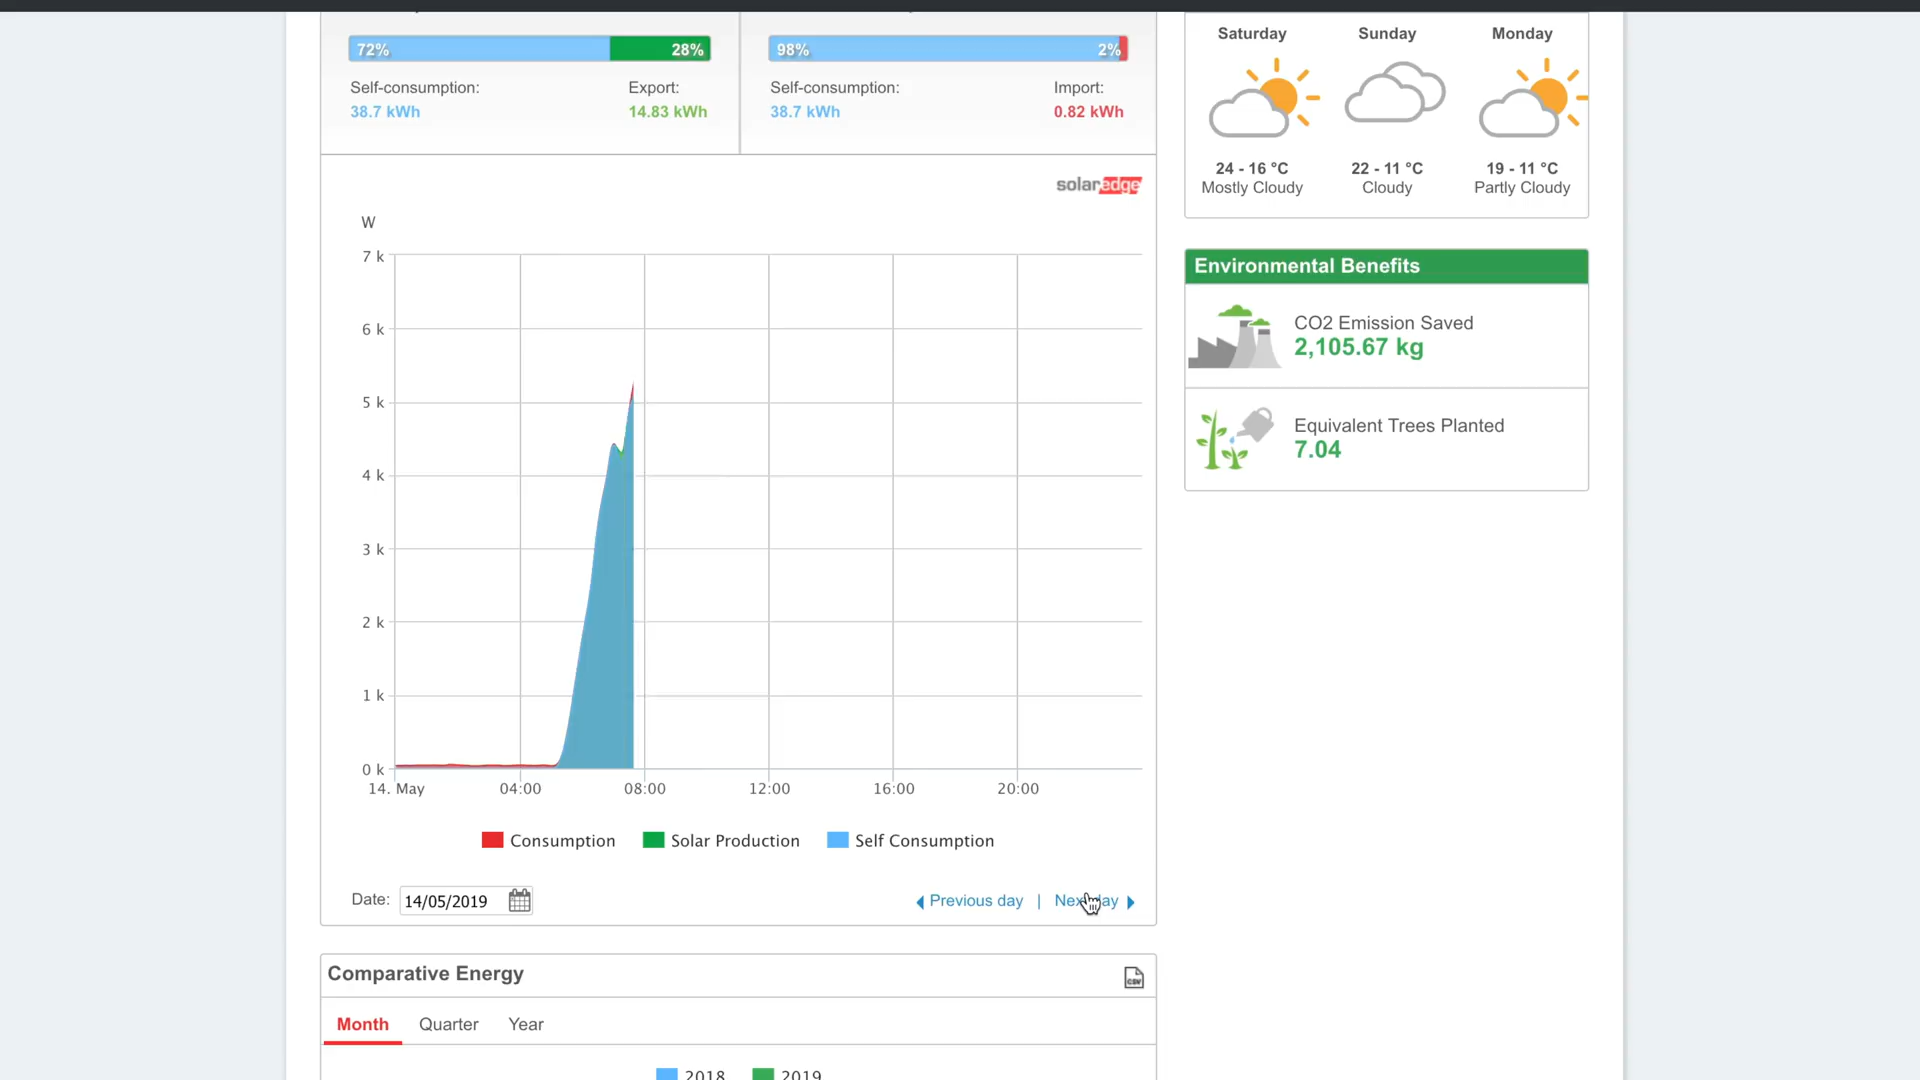 72% 28%
98% 2%
Self-consumption: Export:
38.7 kWh 14.83 kWh
Self-consumption: Import:
38.7 kWh 0.82 kWh
solaredge
W
7 k
6 k
5 k
4 k
3 k
2 k
1 k
0 k
14. May 04:00 08:00 12:00 16:00 20:00
Consumption Solar Production Self Consumption
Date: 14/05/2019 Previous day | Next day
Comparative Energy
CSV
Month Quarter Year
2018 2019
Saturday Sunday Monday
24 - 16 °C 22 - 11 °C 19 - 11 °C
Mostly Cloudy Cloudy Partly Cloudy
Environmental Benefits
CO2 Emission Saved
2,105.67 kg
Equivalent Trees Planted
7.04